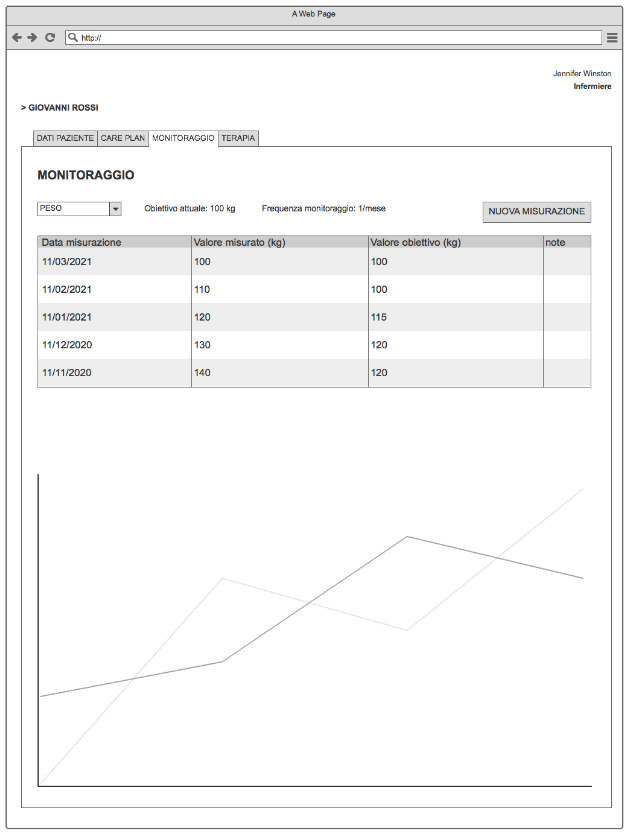 A Web Page
http://
Jennifer Winston
Infermiere
> GIOVANNI ROSSI
DATI PAZIENTE CARE PLAN MONITORAGGIO TERAPIA
MONITORAGGIO
PESO Obiettivo attuale: 100 kg Frequenza monitoraggio: 1/mese NUOVA MISURAZIONE
Data misurazione Valore misurato (kg) Valore obiettivo (kg) note
11/03/2021 100 100
11/02/2021 110 100
11/01/2021 120 115
11/12/2020 130 120
11/11/2020 140 120